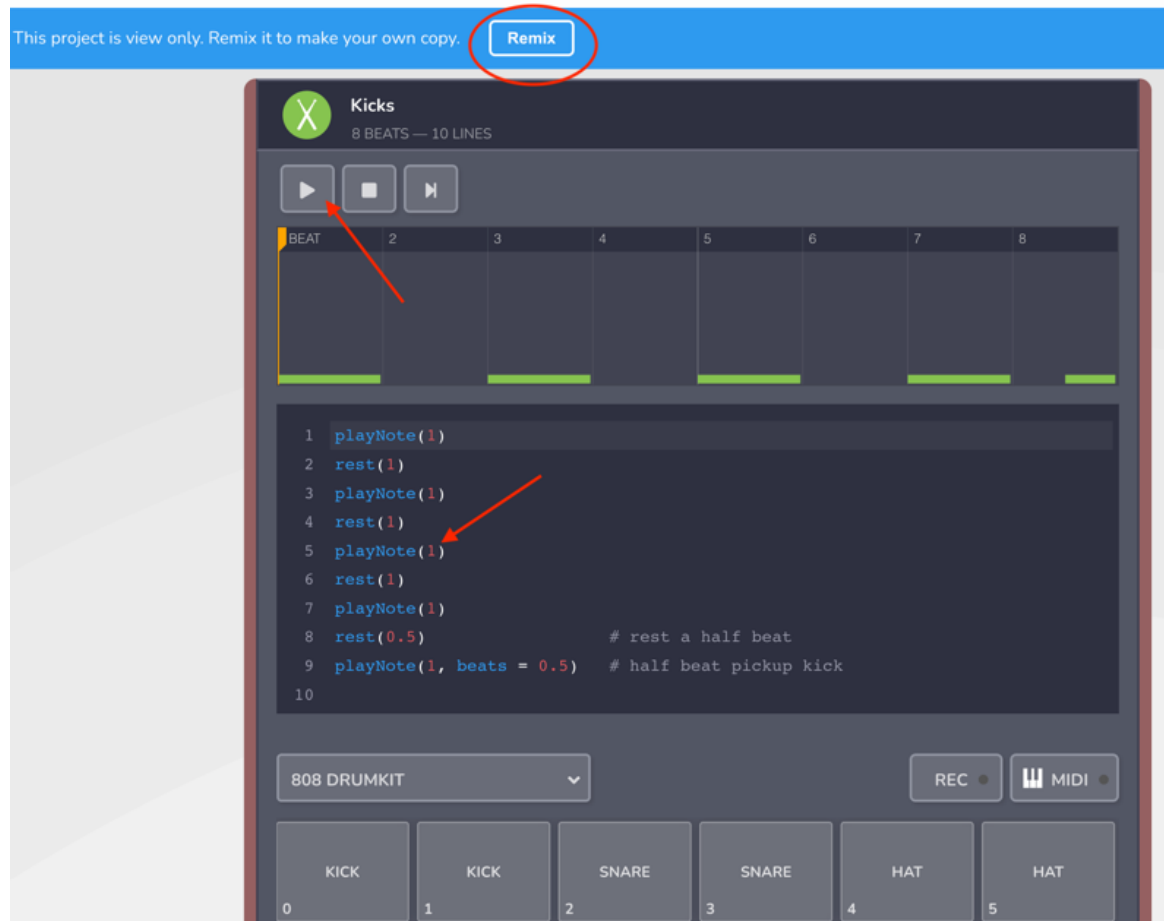 This project is view only. Remix it to make your own copy. Remix
Kicks
8 BEATS — 10 LINES
BEAT 2 3 4 5 6 7 8
1 playNote(1)
2 rest(1)
3 playNote(1)
4 rest(1)
5 playNote(1)
6 rest(1)
7 playNote(1)
8 rest(0.5) # rest a half beat
9 playNote(1, beats = 0.5) # half beat pickup kick
10
808 DRUMKIT REC MIDI
KICK KICK SNARE SNARE HAT HAT
0 1 2 3 4 5